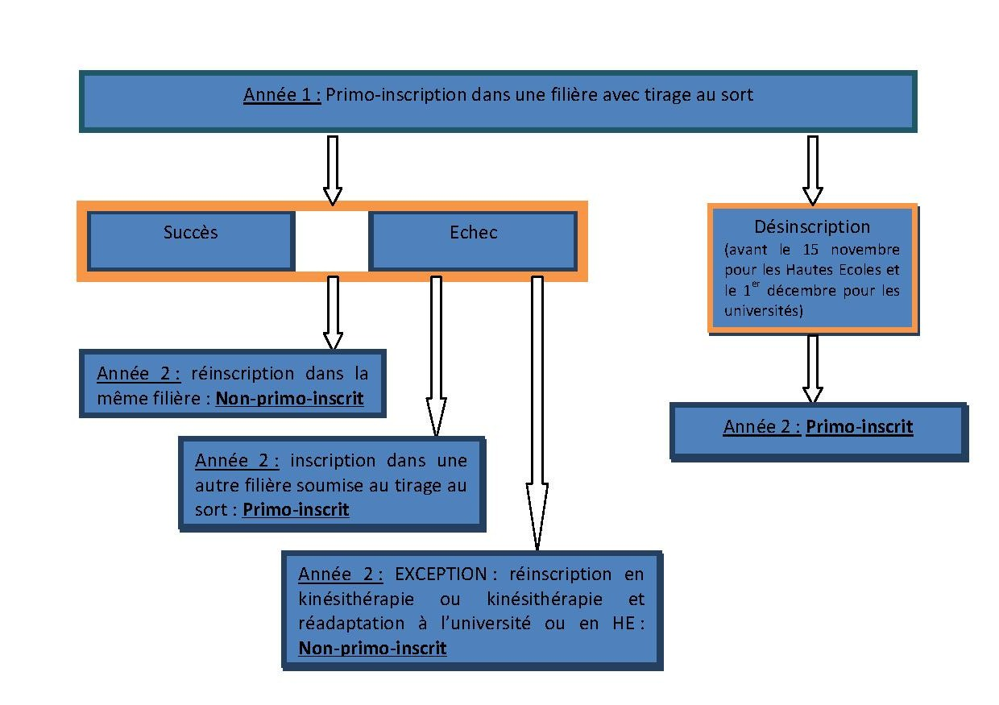 Année 1 : Primo-inscription dans une filière avec tirage au sort
Succès
Echec
Désinscription
(avant le 15 novembre
pour les Hautes Ecoles et
le 1er décembre pour les
universités)
Année 2 : réinscription dans la
même filière : Non-primo-inscrit
Année 2 : Primo-inscrit
Année 2 : inscription dans une
autre filière soumise au tirage au
sort : Primo-inscrit
Année 2 : EXCEPTION : réinscription en
kinésithérapie ou kinésithérapie et
réadaptation à l’université ou en HE :
Non-primo-inscrit